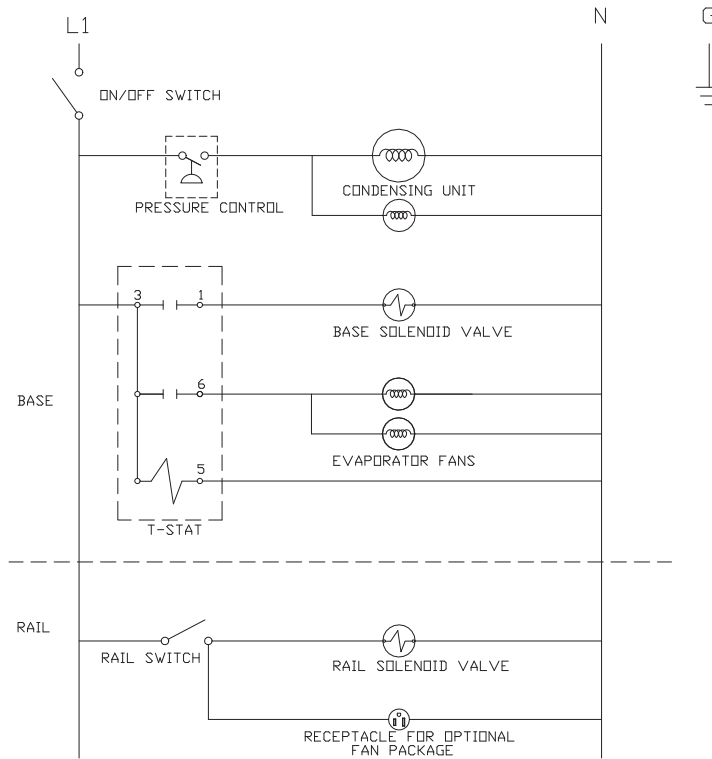 L1
N
G
ON/OFF SWITCH
CONDENSING UNIT
PRESSURE CONTROL
3
1
BASE SOLENOID VALVE
6
BASE
EVAPORATOR FANS
5
T-STAT
RAIL
RAIL SWITCH
RAIL SOLENOID VALVE
RECEPTACLE FOR OPTIONAL
FAN PACKAGE